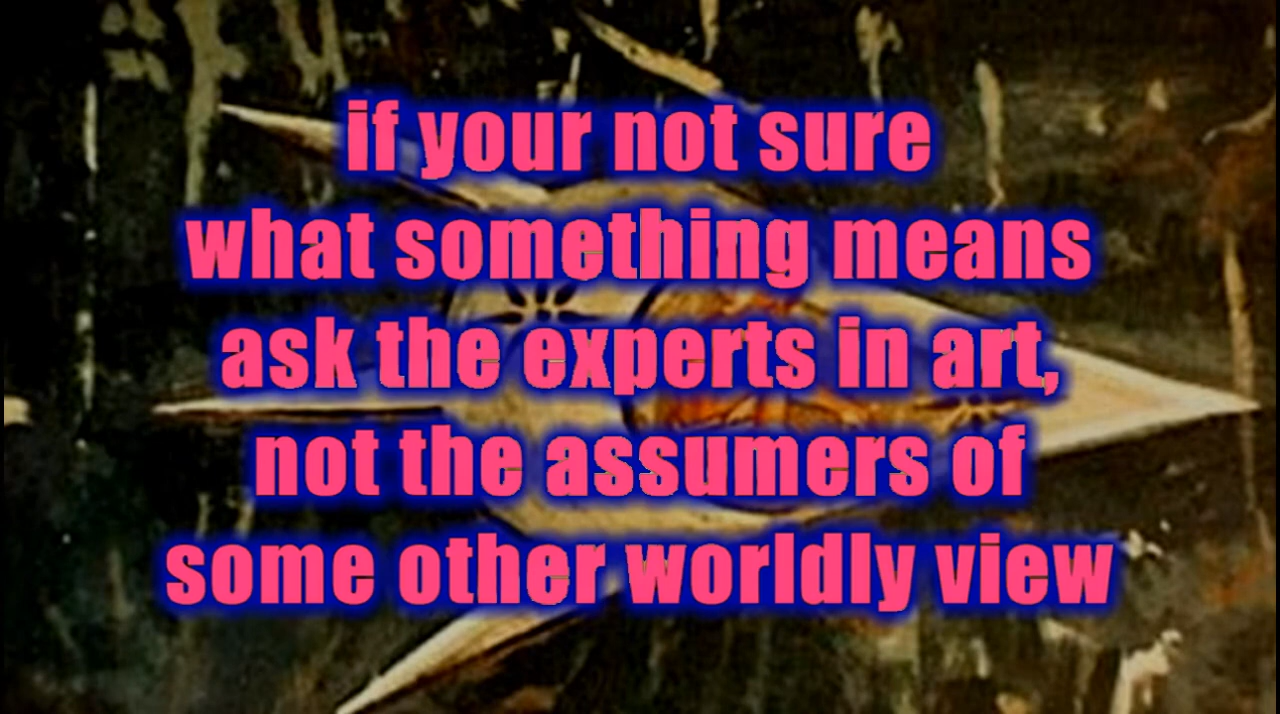 if your not sure
what something means
ask the experts in art,
not the assumers of
some other worldly view